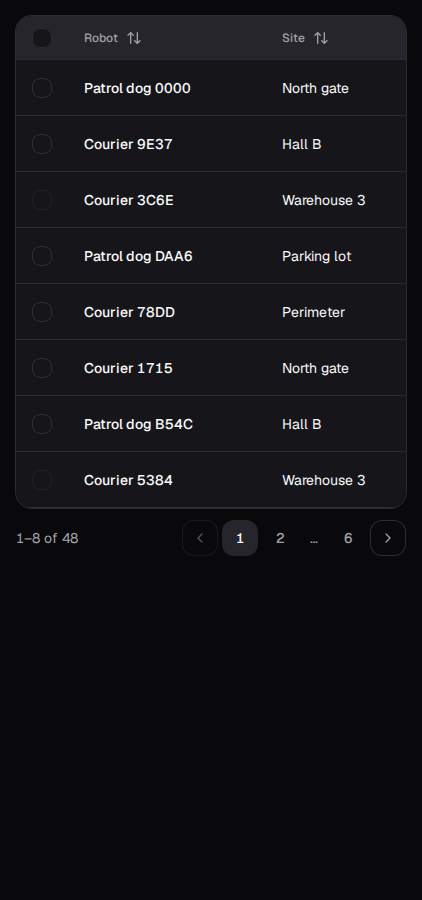 Robot Site
Patrol dog 0000 North gate
Courier 9E37 Hall B
Courier 3C6E Warehouse 3
Patrol dog DAA6 Parking lot
Courier 78DD Perimeter
Courier 1715 North gate
Patrol dog B54C Hall B
Courier 5384 Warehouse 3
1–8 of 48 1 2 … 6